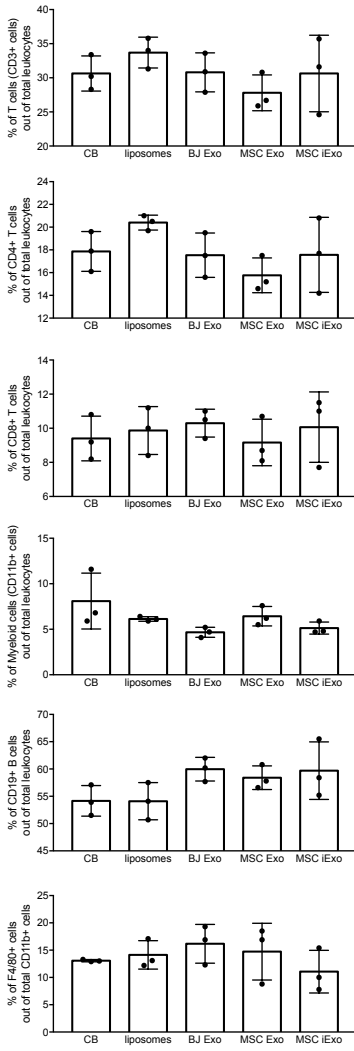 % of T cells (CD3+ cells)
out of total leukocytes
35
30
25
20
CB liposomes BJ Exo MSC Exo MSC iExo
% of CD4+ T cells
out of total leukocytes
24
22
20
18
16
14
12
CB liposomes BJ Exo MSC Exo MSC iExo
% of CD8+ T cells
out of total leukocytes
14
12
10
8
6
CB liposomes BJ Exo MSC Exo MSC iExo
% of Myeloid cells (CD11b+ cells)
out of total leukocytes
15
10
5
0
CB liposomes BJ Exo MSC Exo MSC iExo
% of CD19+ B cells
out of total leukocytes
70
65
60
55
50
45
CB liposomes BJ Exo MSC Exo MSC iExo
% of F4/80+ cells
out of total CD11b+ cells
25
20
15
10
5
0
CB liposomes BJ Exo MSC Exo MSC iExo